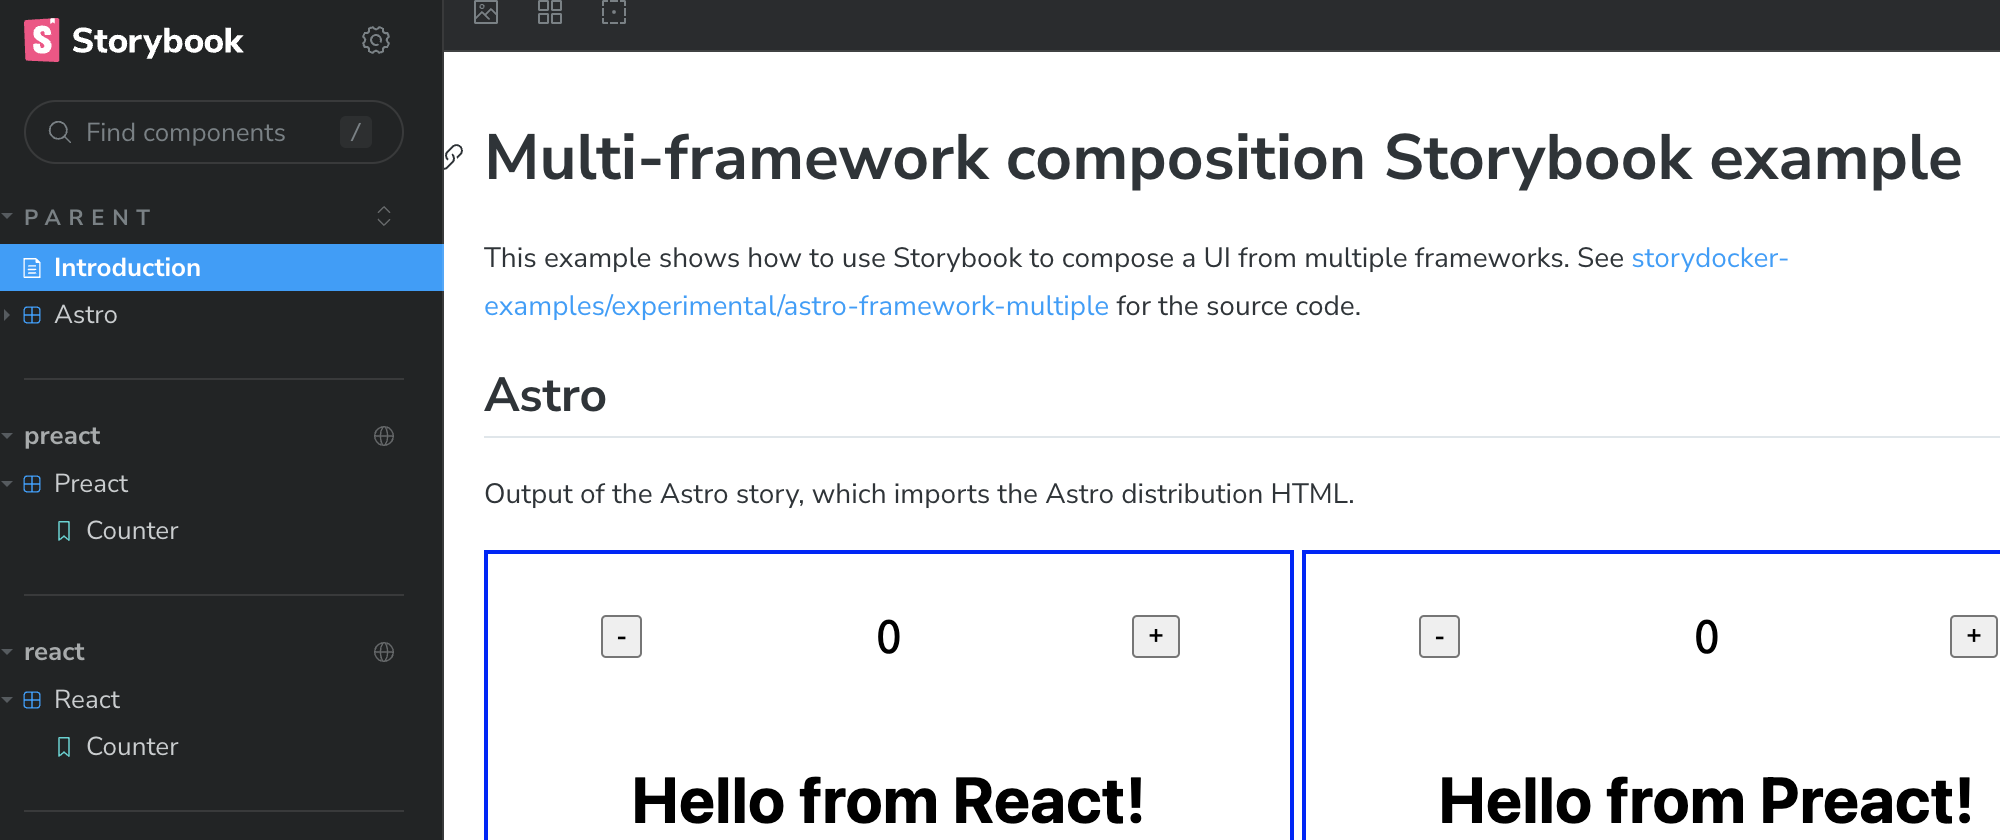 Storybook
Find components /
PARENT
Introduction
Astro
preact
Preact
Counter
react
React
Counter
Multi-framework composition Storybook example
This example shows how to use Storybook to compose a UI from multiple frameworks. See storydocker-
examples/experimental/astro-framework-multiple for the source code.
Astro
Output of the Astro story, which imports the Astro distribution HTML.
- 0 +
Hello from React!
- 0 +
Hello from Preact!